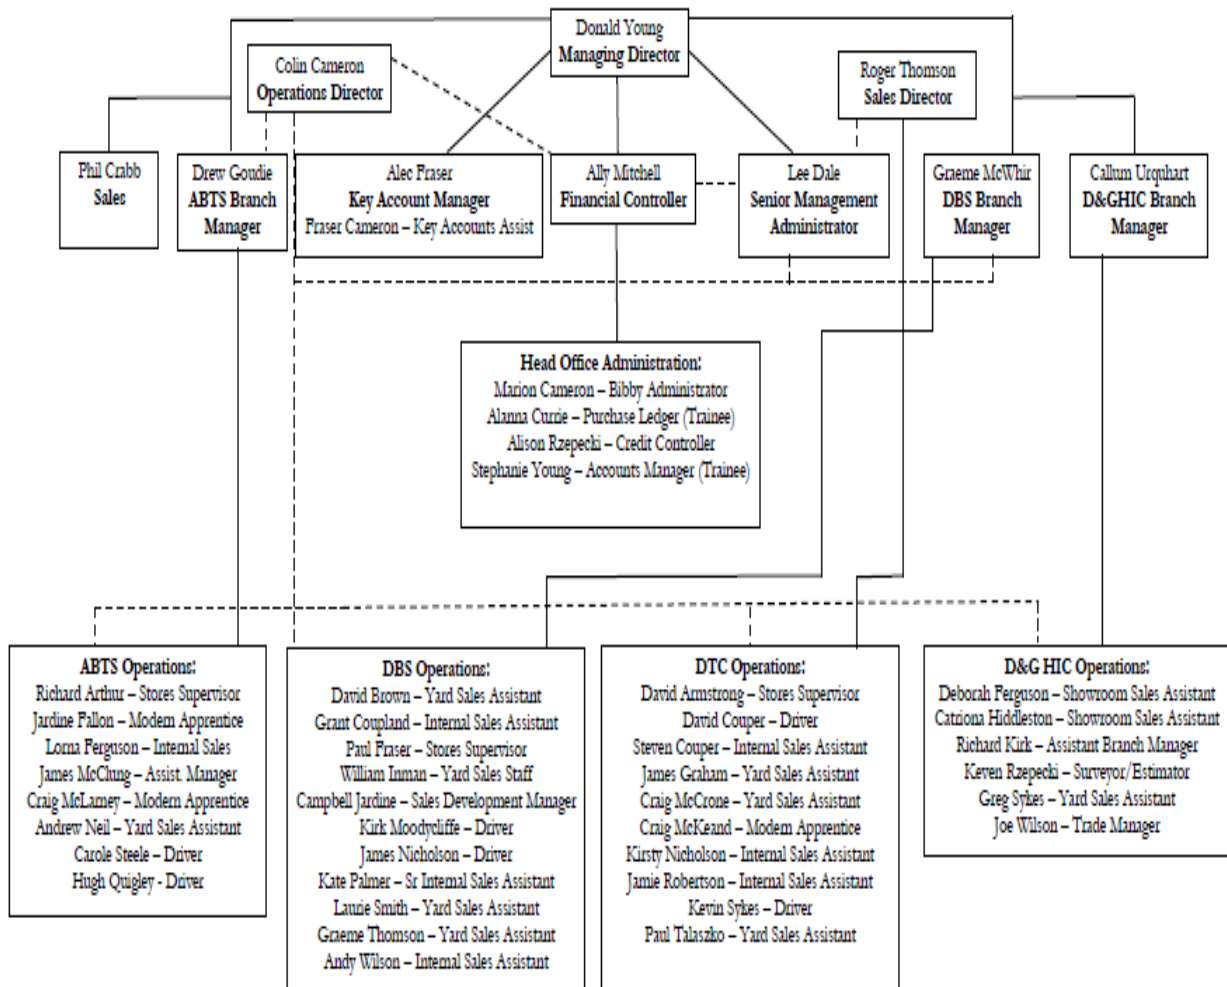 Donald Young
Managing Director
Colin Cameron
Operations Director
Roger Thomson
Sales Director
Phil Crabb
Sales
Drew Goudie
ABTS Branch
Manager
Alec Fraser
Key Account Manager
Fraser Cameron – Key Accounts Assist
Ally Mitchell
Financial Controller
Lee Dale
Senior Management
Administrator
Graeme McWhir
DBS Branch
Manager
Callum Urquhart
D&GHIC Branch
Manager
Head Office Administration:
Marion Cameron – Bibby Administrator
Alanna Currie – Purchase Ledger (Trainee)
Alison Rzepecki – Credit Controller
Stephanie Young – Accounts Manager (Trainee)
ABTS Operations:
Richard Arthur – Stores Supervisor
Jardine Fallon – Modern Apprentice
Lorna Ferguson – Internal Sales
James McClung – Assist. Manager
Craig McLarney – Modern Apprentice
Andrew Neil – Yard Sales Assistant
Carole Steele – Driver
Hugh Quigley - Driver
DBS Operations:
David Brown – Yard Sales Assistant
Grant Coupland – Internal Sales Assistant
Paul Fraser – Stores Supervisor
William Inman – Yard Sales Staff
Campbell Jardine – Sales Development Manager
Kirk Moodycliffe – Driver
James Nicholson – Driver
Kate Palmer – Sr Internal Sales Assistant
Laurie Smith – Yard Sales Assistant
Graeme Thomson – Yard Sales Assistant
Andy Wilson – Internal Sales Assistant
DTC Operations:
David Armstrong – Stores Supervisor
David Couper – Driver
Steven Couper – Internal Sales Assistant
James Graham – Yard Sales Assistant
Craig McCrone – Yard Sales Assistant
Craig McKeand – Modern Apprentice
Kirsty Nicholson – Internal Sales Assistant
Jamie Robertson – Internal Sales Assistant
Kevin Sykes – Driver
Paul Talaszko – Yard Sales Assistant
D&G HIC Operations:
Deborah Ferguson – Showroom Sales Assistant
Catriona Hiddleston – Showroom Sales Assistant
Richard Kirk – Assistant Branch Manager
Keven Rzepecki – Surveyor/Estimator
Greg Sykes – Yard Sales Assistant
Joe Wilson – Trade Manager